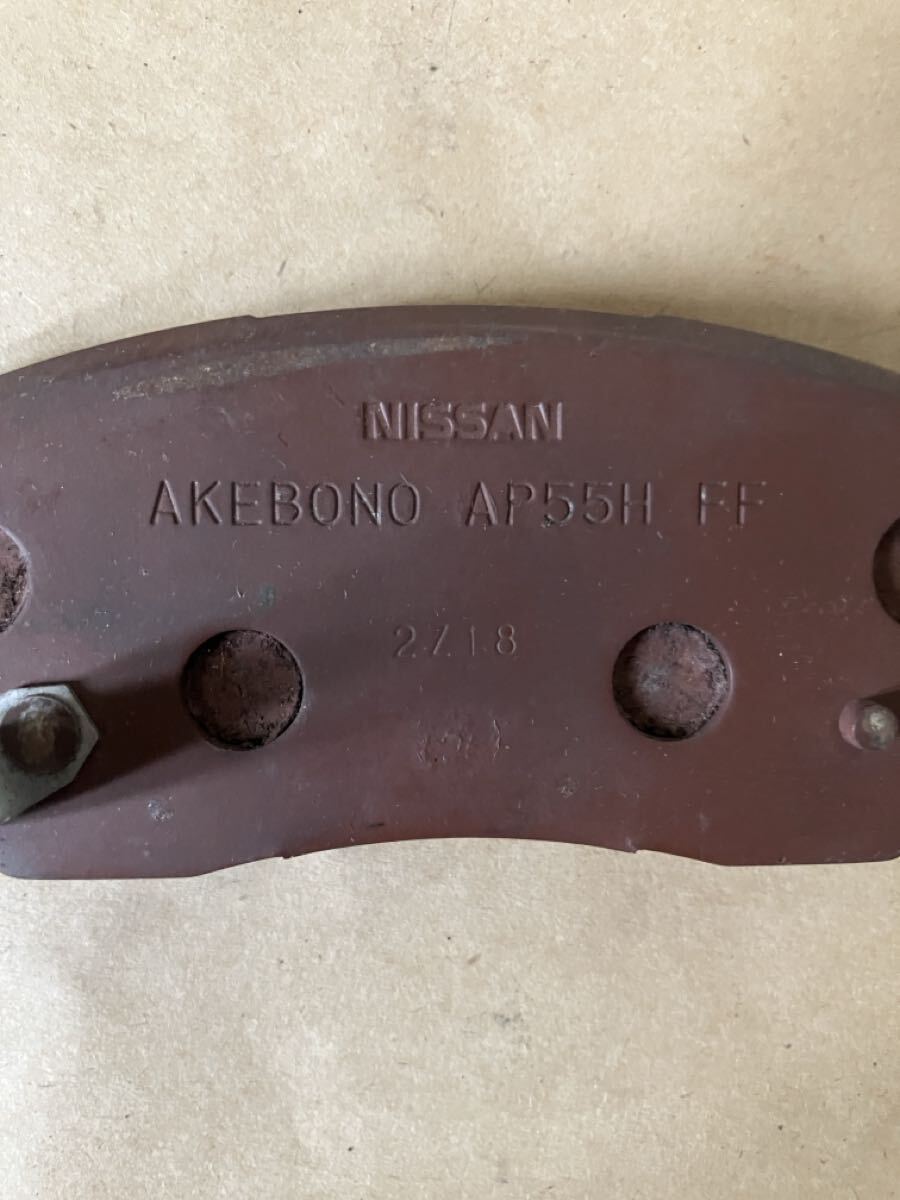 NISSAN
AKEBONO AP55H FF
2Z18